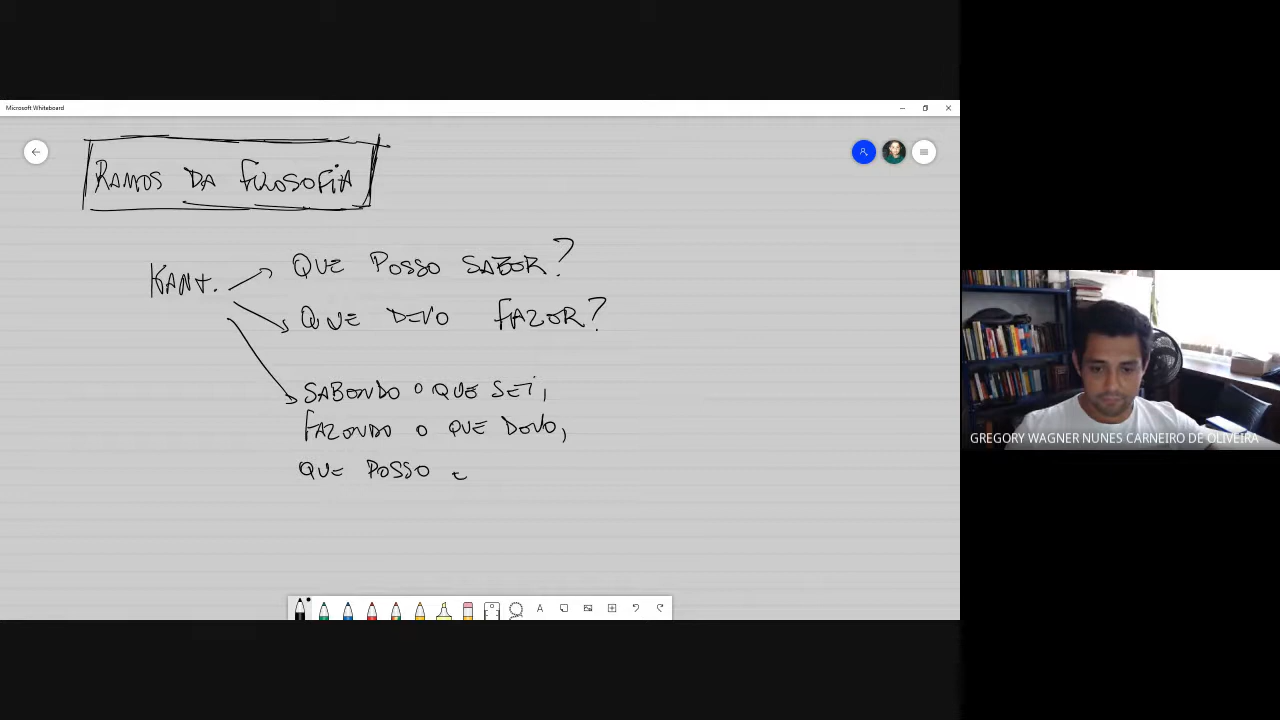 Microsoft Whiteboard
RAMOS DA FILOSOFIA
KANT.
QUE POSSO SABER?
QUE DEVO FAZER?
SABENDO O QUE SEI,
FAZENDO O QUE DEVO,
QUE POSSO
GREGORY WAGNER NUNES CARNEIRO DE OLIVEIRA
A